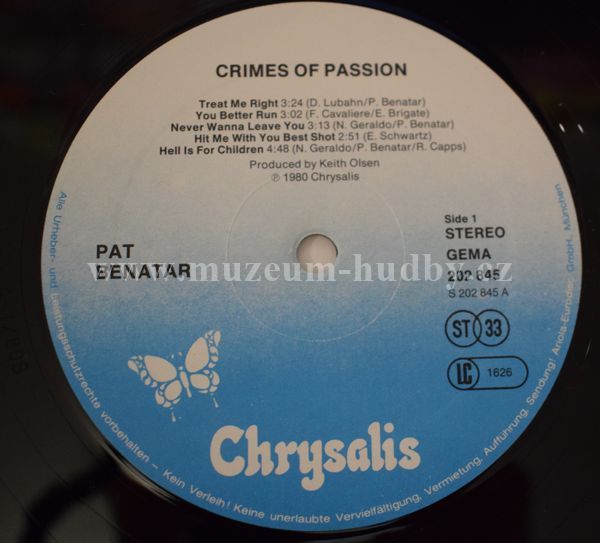 CRIMES OF PASSION
Treat Me Right 3:24 (D. Lubahn/P. Benatar)
You Better Run 3:02 (F. Cavaliere/E. Brigate)
Never Wanna Leave You 3:13 (N. Geraldo/P. Benatar)
Hit Me With You Best Shot 2:51 (E. Schwartz)
Hell Is For Children 4:48 (N. Geraldo/P. Benatar/R. Capps)
Produced by Keith Olsen
℗ 1980 Chrysalis
PAT
BENATAR
Side 1
STEREO
GEMA
202 845
S 202 845 A
ST 33
LC 1626
www.muzeum-hudby.cz
Chrysalis
Alle Urheber- und Leistungsschutzrechte vorbehalten – Kein Verleih! Keine unerlaubte Vervielfältigung, Vermietung, Aufführung, Sendung! Ariola-Eurodisc GmbH, München